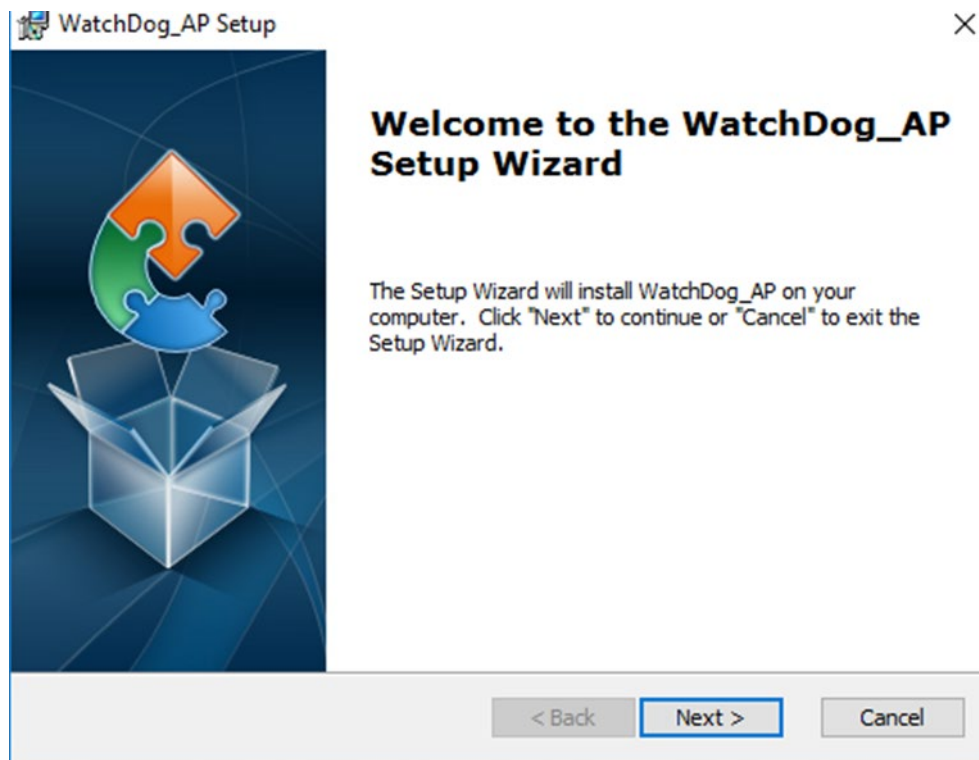 WatchDog_AP Setup
Welcome to the WatchDog_AP
Setup Wizard
The Setup Wizard will install WatchDog_AP on your
computer. Click "Next" to continue or "Cancel" to exit the
Setup Wizard.
< Back Next > Cancel